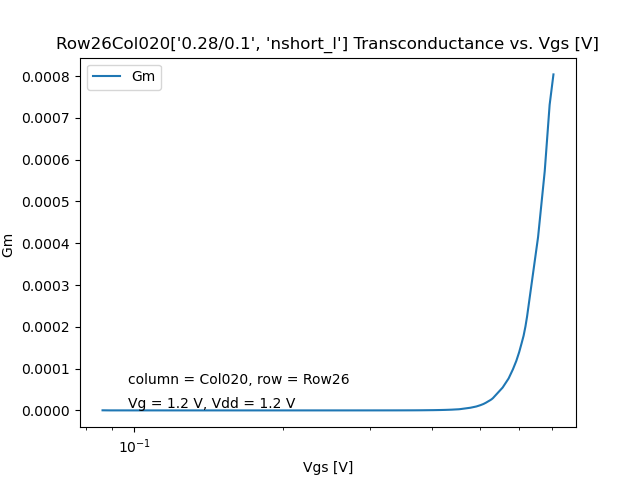 Row26Col020['0.28/0.1', 'nshort_l'] Transconductance vs. Vgs [V]
Gm
0.0008
0.0007
0.0006
0.0005
0.0004
0.0003
0.0002
0.0001
0.0000
Gm
column = Col020, row = Row26
Vg = 1.2 V, Vdd = 1.2 V
10⁻¹
Vgs [V]